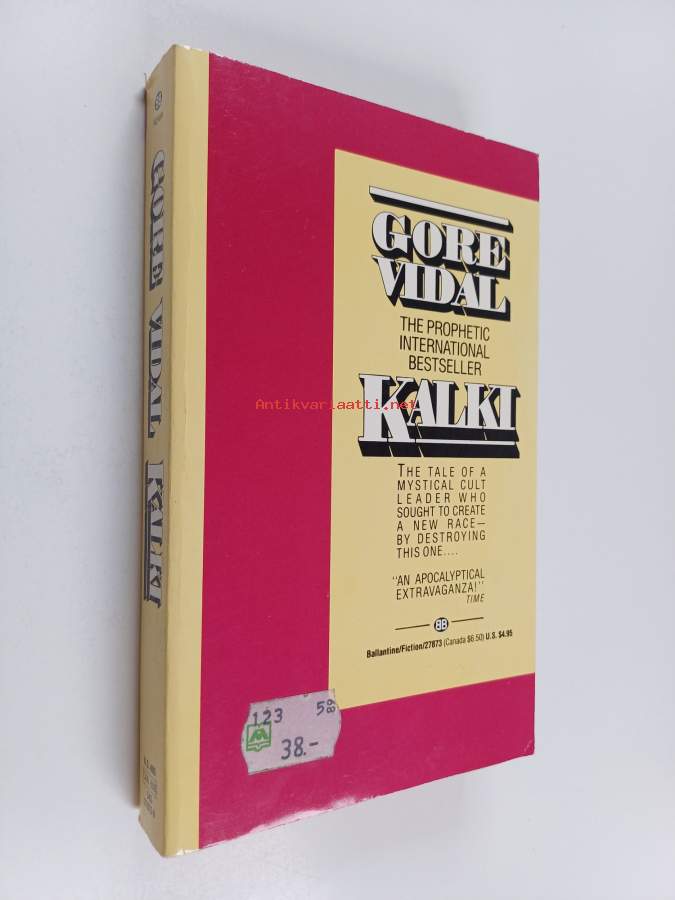 GORE VIDAL KALKI
GORE
VIDAL
THE PROPHETIC
INTERNATIONAL
BESTSELLER
KALKI
THE TALE OF A
MYSTICAL CULT
LEADER WHO
SOUGHT TO CREATE
A NEW RACE—
BY DESTROYING
THIS ONE....
"AN APOCALYPTICAL
EXTRAVAGANZA!"
TIME
BB
Ballantine/Fiction/27873 (Canada $6.50) U.S. $4.95
123 589
38.-
Antikvariaatti.net